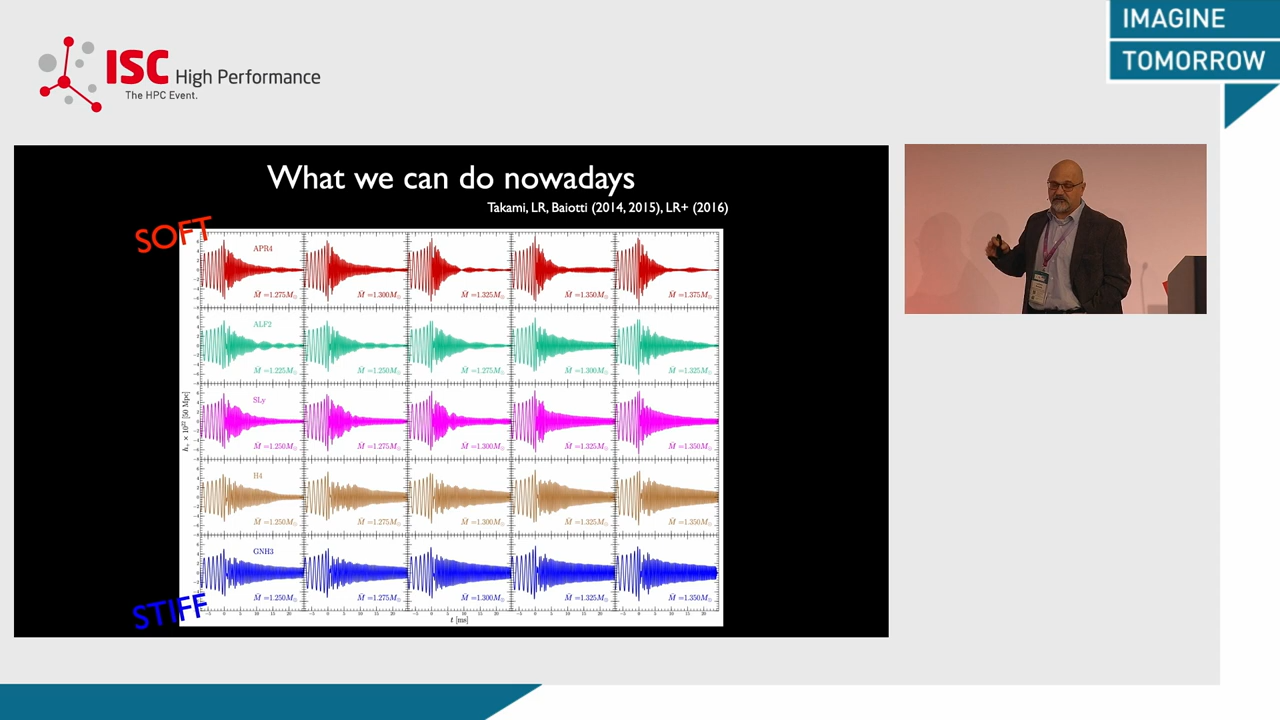 IMAGINE
TOMORROW
ISC High Performance
The HPC Event.
What we can do nowadays
Takami, LR, Baiotti (2014, 2015), LR+ (2016)
SOFT
APR4
M̄ =1.275M⊙ M̄ =1.300M⊙ M̄ =1.325M⊙ M̄ =1.350M⊙ M̄ =1.375M⊙
ALF2
M̄ =1.225M⊙ M̄ =1.250M⊙ M̄ =1.275M⊙ M̄ =1.300M⊙ M̄ =1.325M⊙
SLy
M̄ =1.250M⊙ M̄ =1.275M⊙ M̄ =1.300M⊙ M̄ =1.325M⊙ M̄ =1.350M⊙
H4
M̄ =1.250M⊙ M̄ =1.275M⊙ M̄ =1.300M⊙ M̄ =1.325M⊙ M̄ =1.350M⊙
GNH3
M̄ =1.250M⊙ M̄ =1.275M⊙ M̄ =1.300M⊙ M̄ =1.325M⊙ M̄ =1.350M⊙
STIFF
h₊ × 10²² [50 Mpc]
t [ms]